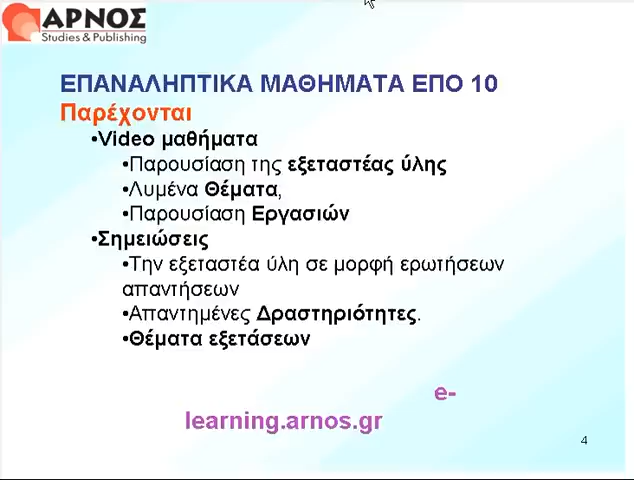 ΑΡΝΟΣ
Studies & Publishing
ΕΠΑΝΑΛΗΠΤΙΚΑ ΜΑΘΗΜΑΤΑ ΕΠΟ 10
Παρέχονται
•Video μαθήματα
•Παρουσίαση της εξεταστέας ύλης
•Λυμένα Θέματα,
•Παρουσίαση Εργασιών
•Σημειώσεις
•Την εξεταστέα ύλη σε μορφή ερωτήσεων
απαντήσεων
•Απαντημένες Δραστηριότητες.
•Θέματα εξετάσεων
e-
learning.arnos.gr
4